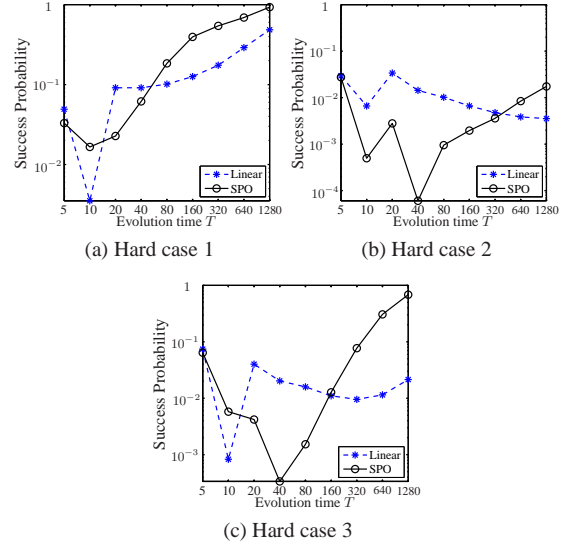 1
10⁻¹
10⁻²
Success Probability
Linear
SPO
5 10 20 40 80 160 320 640 1280
Evolution time T
(a) Hard case 1
1
10⁻¹
10⁻²
10⁻³
10⁻⁴
Success Probability
Linear
SPO
5 10 20 40 80 160 320 640 1280
Evolution time T
(b) Hard case 2
1
10⁻¹
10⁻²
10⁻³
Success Probability
Linear
SPO
5 10 20 40 80 160 320 640 1280
Evolution time T
(c) Hard case 3